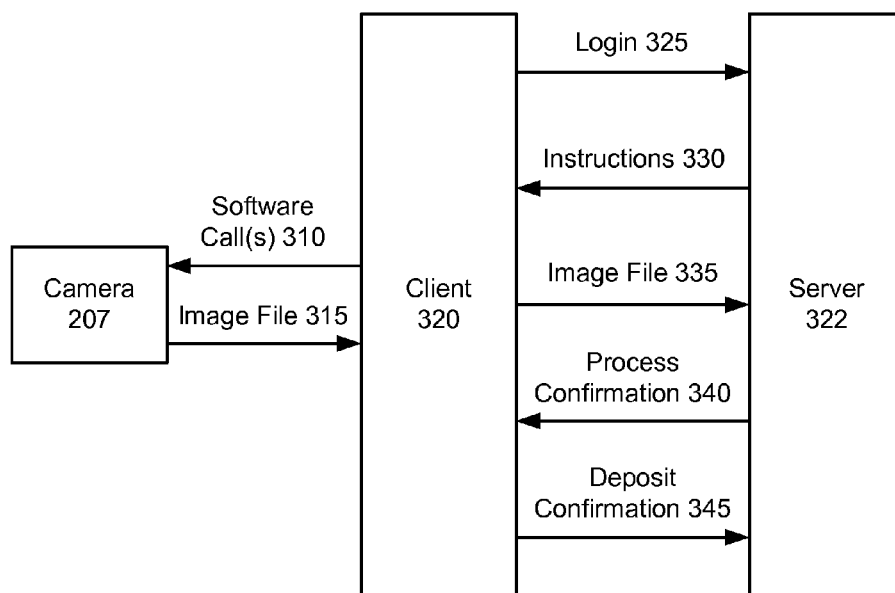 Login 325
Instructions 330
Software
Call(s) 310
Camera
207
Image File 315
Client
320
Image File 335
Server
322
Process
Confirmation 340
Deposit
Confirmation 345